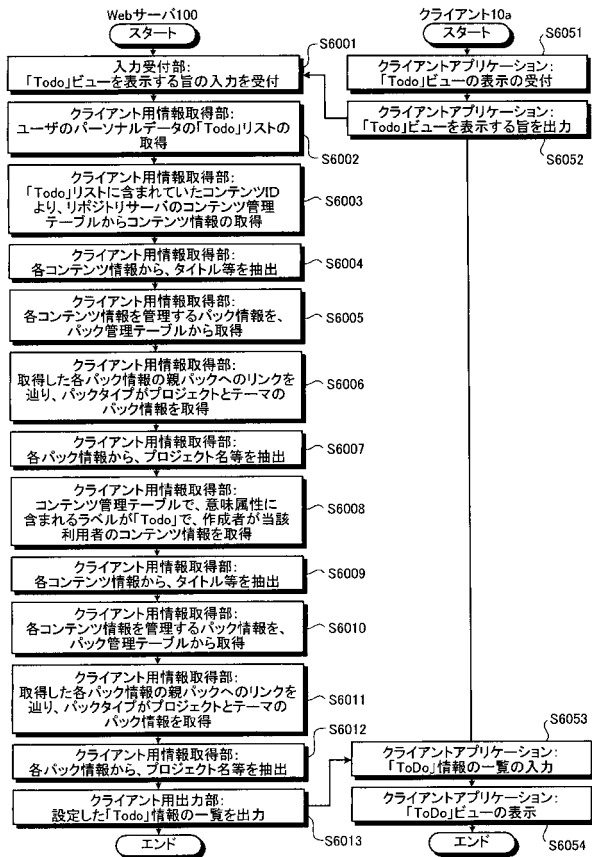 Webサーバ100
スタート
入力受付部:
「Todo」ビューを表示する旨の入力を受付
S6001
クライアント用情報取得部:
ユーザのパーソナルデータの「Todo」リストの
取得
S6002
クライアント用情報取得部:
「Todo」リストに含まれていたコンテンツID
より、リポジトリサーバのコンテンツ管理
テーブルからコンテンツ情報の取得
S6003
クライアント用情報取得部:
各コンテンツ情報から、タイトル等を抽出
S6004
クライアント用情報取得部:
各コンテンツ情報を管理するパック情報を、
パック管理テーブルから取得
S6005
クライアント用情報取得部:
取得した各パック情報の親パックへのリンクを
辿り、パックタイプがプロジェクトとテーマの
パック情報を取得
S6006
クライアント用情報取得部:
各パック情報から、プロジェクト名等を抽出
S6007
クライアント用情報取得部:
コンテンツ管理テーブルで、意味属性に
含まれるラベルが「Todo」で、作成者が当該
利用者のコンテンツ情報を取得
S6008
クライアント用情報取得部:
各コンテンツ情報から、タイトル等を抽出
S6009
クライアント用情報取得部:
各コンテンツ情報を管理するパック情報を、
パック管理テーブルから取得
S6010
クライアント用情報取得部:
取得した各パック情報の親パックへのリンクを
辿り、パックタイプがプロジェクトとテーマの
パック情報を取得
S6011
クライアント用情報取得部:
各パック情報から、プロジェクト名等を抽出
S6012
クライアント用出力部:
設定した「Todo」情報の一覧を出力
S6013
エンド
クライアント10a
スタート
クライアントアプリケーション:
「Todo」ビューの表示の受付
S6051
クライアントアプリケーション:
「Todo」ビューを表示する旨を出力
S6052
クライアントアプリケーション:
「ToDo」情報の一覧の入力
S6053
クライアントアプリケーション:
「ToDo」ビューの表示
S6054
エンド